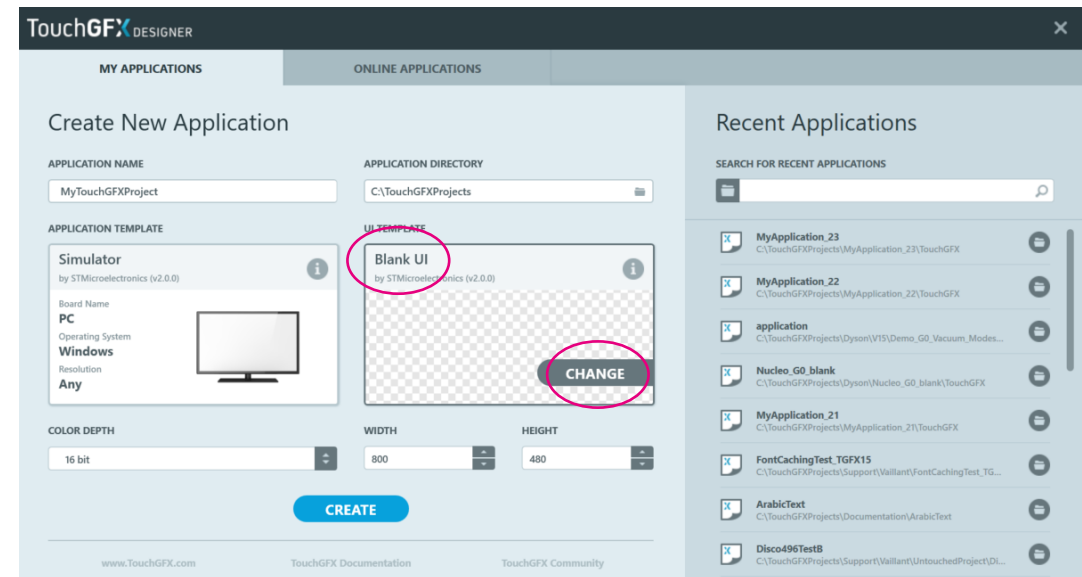 TouchGFX DESIGNER
MY APPLICATIONS
ONLINE APPLICATIONS
Create New Application
APPLICATION NAME
APPLICATION DIRECTORY
MyTouchGFXProject
C:\TouchGFXProjects
APPLICATION TEMPLATE
UI TEMPLATE
Simulator
by STMicroelectronics (v2.0.0)
Board Name
PC
Operating System
Windows
Resolution
Any
Blank UI
by STMicroelectronics (v2.0.0)
CHANGE
COLOR DEPTH
WIDTH
HEIGHT
16 bit
800
480
CREATE
www.TouchGFX.com
TouchGFX Documentation
TouchGFX Community
Recent Applications
SEARCH FOR RECENT APPLICATIONS
MyApplication_23
C:\TouchGFXProjects\MyApplication_23\TouchGFX
MyApplication_22
C:\TouchGFXProjects\MyApplication_22\TouchGFX
application
C:\TouchGFXProjects\Dyson\V15\Demo_G0_Vacuum_Modes...
Nucleo_G0_blank
C:\TouchGFXProjects\Dyson\Nucleo_G0_blank\TouchGFX
MyApplication_21
C:\TouchGFXProjects\MyApplication_21\TouchGFX
FontCachingTest_TGFX15
C:\TouchGFXProjects\Support\Vaillant\FontCachingTest_TG...
ArabicText
C:\TouchGFXProjects\Documentation\ArabicText
Disco496TestB
C:\TouchGFXProjects\Support\Vaillant\UntouchedProject\Di...